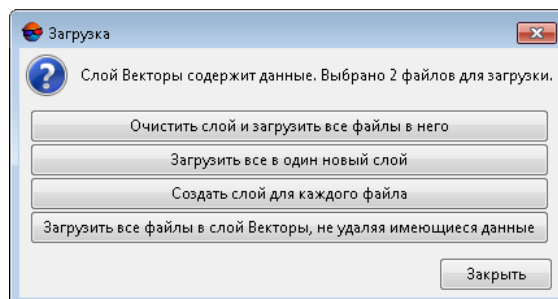 Загрузка
Слой Векторы содержит данные. Выбрано 2 файлов для загрузки.
Очистить слой и загрузить все файлы в него
Загрузить все в один новый слой
Создать слой для каждого файла
Загрузить все файлы в слой Векторы, не удаляя имеющиеся данные
Закрыть